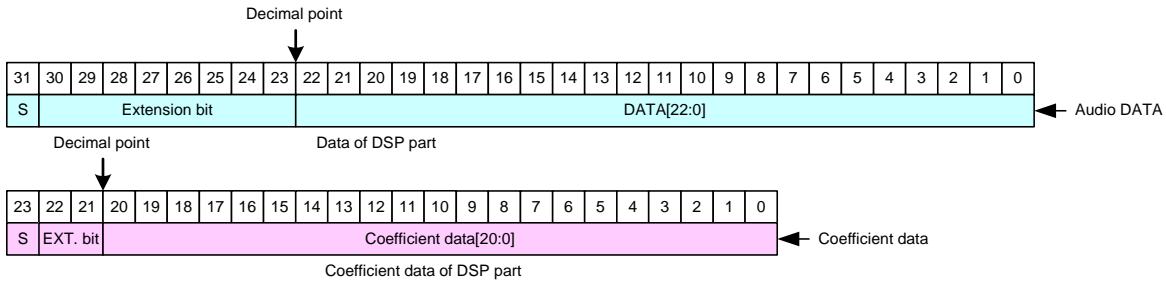 Decimal point
31 30 29 28 27 26 25 24 23 22 21 20 19 18 17 16 15 14 13 12 11 10 9 8 7 6 5 4 3 2 1 0
S Extension bit DATA[22:0] Audio DATA
Decimal point Data of DSP part
23 22 21 20 19 18 17 16 15 14 13 12 11 10 9 8 7 6 5 4 3 2 1 0
S EXT. bit Coefficient data[20:0] Coefficient data
Coefficient data of DSP part